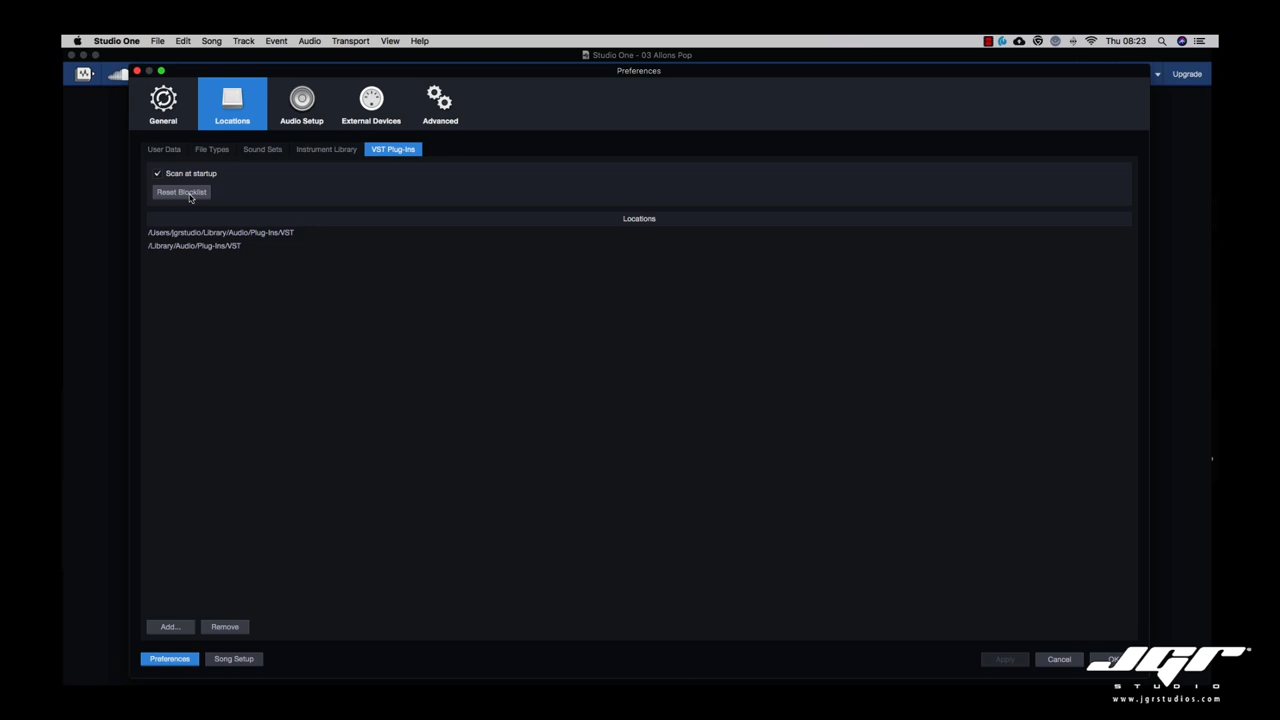 Studio One File Edit Song Track Event Audio Transport View Help Thu 08:23
Studio One - 03 Allons Pop
Upgrade
Preferences
General Locations Audio Setup External Devices Advanced
User Data File Types Sound Sets Instrument Library VST Plug-Ins
Scan at startup
Reset Blocklist
Locations
/Users/jgrstudio/Library/Audio/Plug-Ins/VST
/Library/Audio/Plug-Ins/VST
Add... Remove
Preferences Song Setup Apply Cancel OK
JGR
STUDIO
www.jgrstudios.com